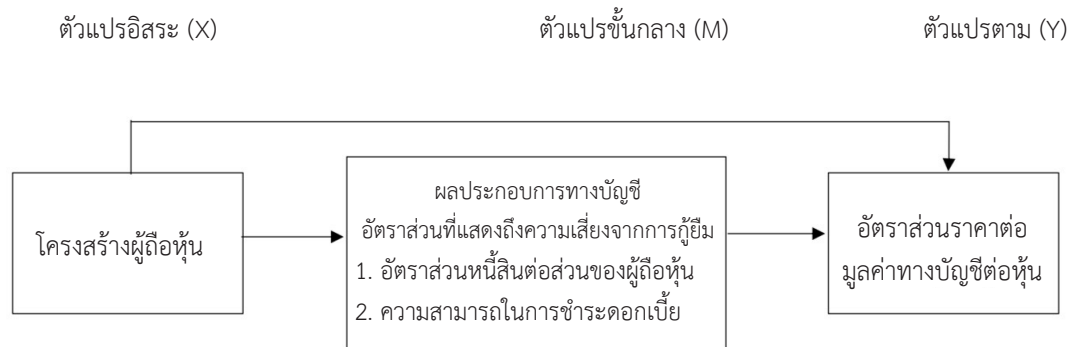 ตัวแปรอิสระ (X)
ตัวแปรขั้นกลาง (M)
ตัวแปรตาม (Y)
โครงสร้างผู้ถือหุ้น
ผลประกอบการทางบัญชี
อัตราส่วนที่แสดงถึงความเสี่ยงจากการกู้ยืม
1. อัตราส่วนหนี้สินต่อส่วนของผู้ถือหุ้น
2. ความสามารถในการชำระดอกเบี้ย
อัตราส่วนราคาต่อ
มูลค่าทางบัญชีต่อหุ้น